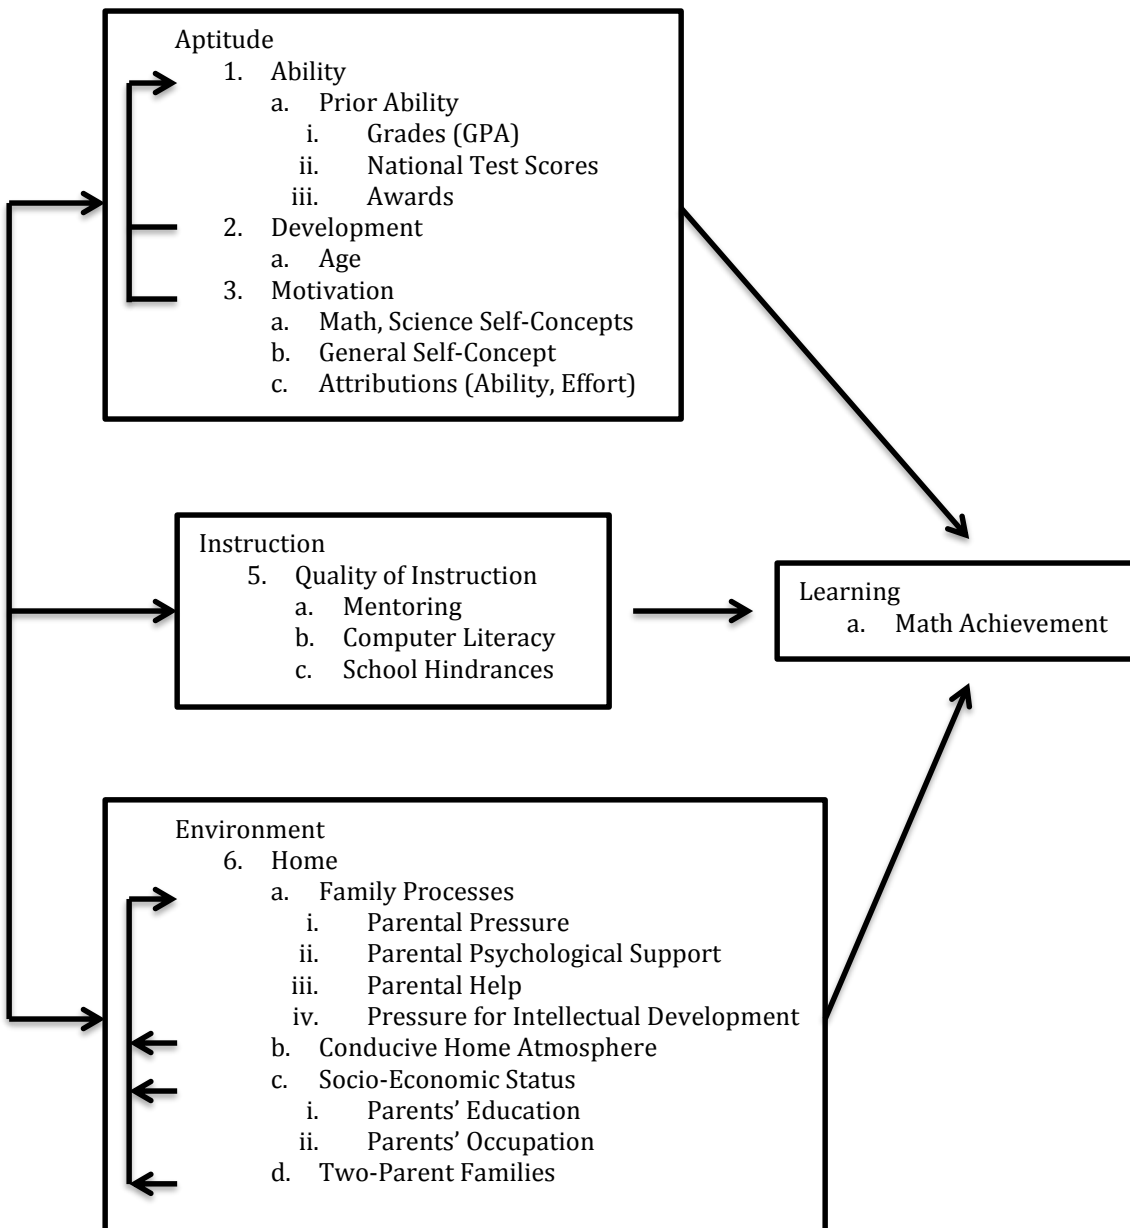 Aptitude
1. Ability
a. Prior Ability
i. Grades (GPA)
ii. National Test Scores
iii. Awards
2. Development
a. Age
3. Motivation
a. Math, Science Self-Concepts
b. General Self-Concept
c. Attributions (Ability, Effort)
Instruction
5. Quality of Instruction
a. Mentoring
b. Computer Literacy
c. School Hindrances
Learning
a. Math Achievement
Environment
6. Home
a. Family Processes
i. Parental Pressure
ii. Parental Psychological Support
iii. Parental Help
iv. Pressure for Intellectual Development
b. Conducive Home Atmosphere
c. Socio-Economic Status
i. Parents’ Education
ii. Parents’ Occupation
d. Two-Parent Families